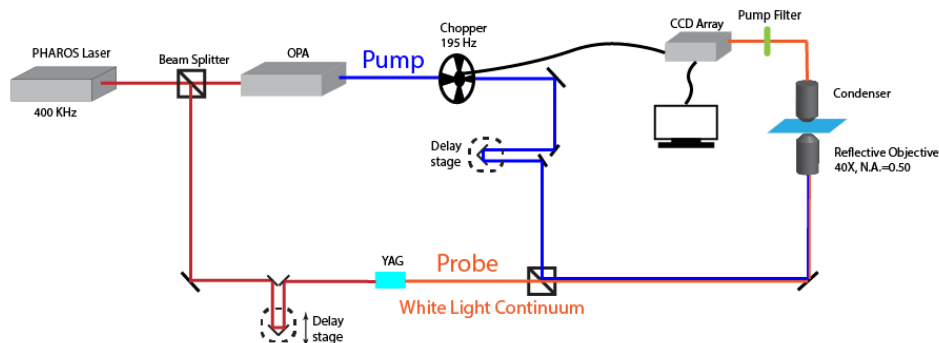 PHAROS Laser
400 KHz
Beam Splitter
OPA
Pump
Chopper
195 Hz
CCD Array
Pump Filter
Condenser
Reflective Objective
40X, N.A.=0.50
Delay
stage
YAG
Probe
White Light Continuum
Delay
stage